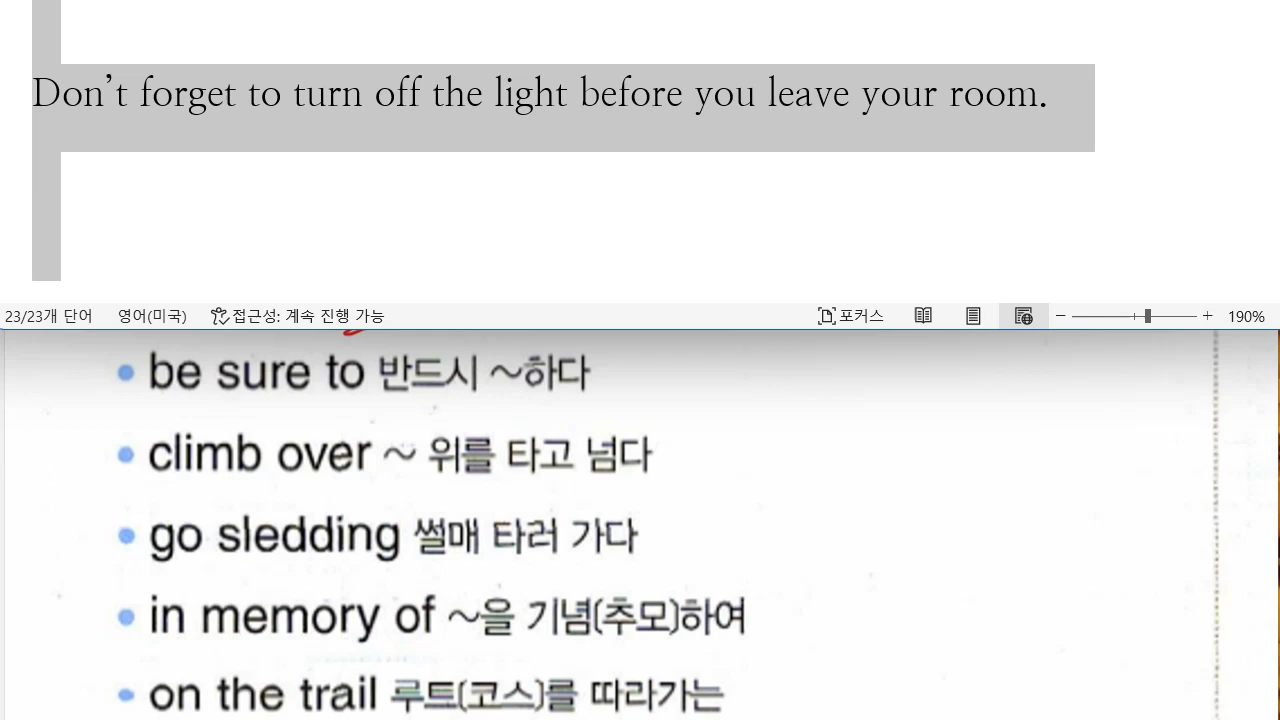 Don't forget to turn off the light before you leave your room.
23/23개 단어 영어(미국) 접근성: 계속 진행 가능 포커스 190%
be sure to 반드시 ~하다
climb over ~ 위를 타고 넘다
go sledding 썰매 타러 가다
in memory of ~을 기념(추모)하여
on the trail 루트(코스)를 따라가는